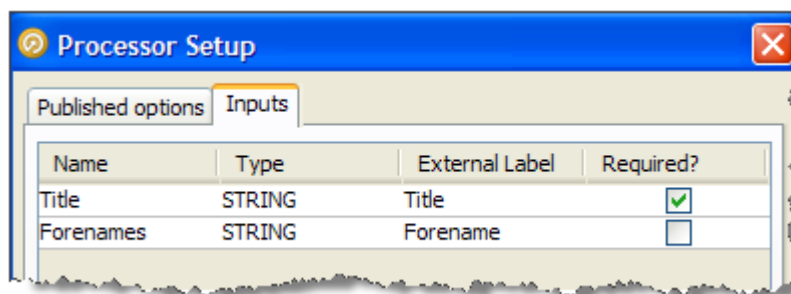 Processor Setup
Published options Inputs
Name Type External Label Required?
Title STRING Title
Forenames STRING Forename